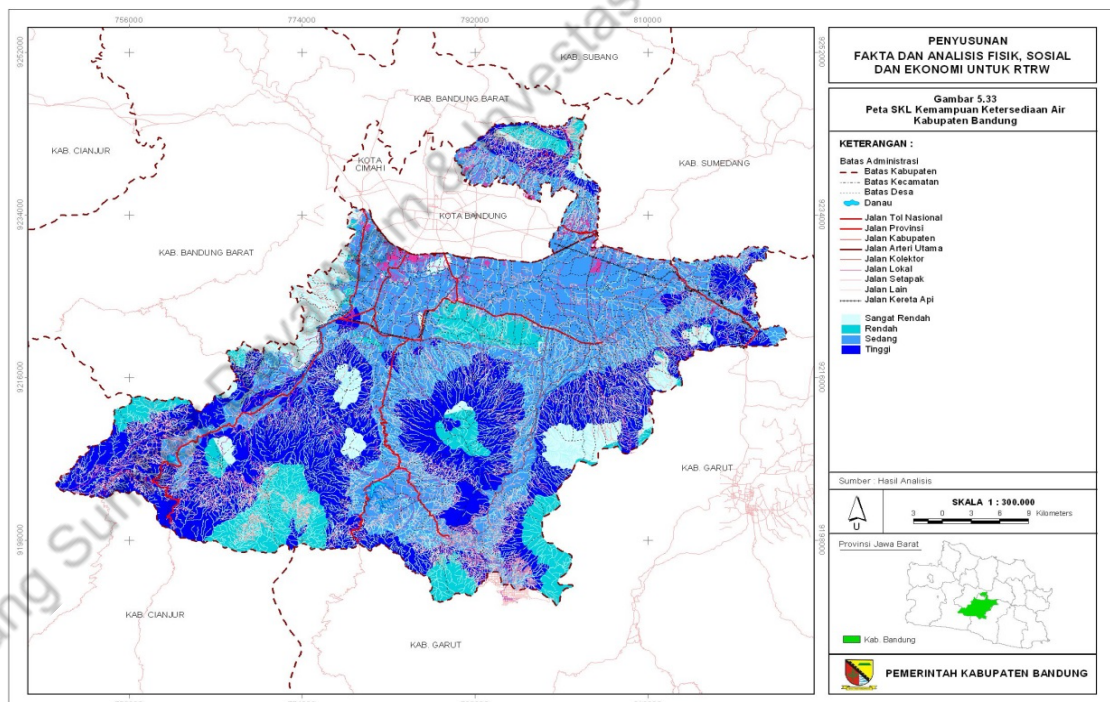 756000 774000 792000 810000
9252000 9252000
PENYUSUNAN
FAKTA DAN ANALISIS FISIK, SOSIAL
DAN EKONOMI UNTUK RTRW
Gambar 5.33
Peta SKL Kemampuan Ketersediaan Air
Kabupaten Bandung
KETERANGAN :
Batas Administrasi
Batas Kabupaten
Batas Kecamatan
Batas Desa
Danau
Jalan Tol Nasional
Jalan Provinsi
Jalan Kabupaten
Jalan Arteri Utama
Jalan Kolektor
Jalan Lokal
Jalan Setapak
Jalan Lain
Jalan Kereta Api
Sangat Rendah
Rendah
Sedang
Tinggi
KAB. SUBANG
KAB. BANDUNG BARAT
KAB. CIANJUR
KOTA
CIMAHI
KAB. SUMEDANG
KOTA BANDUNG
9234000 9234000
KAB. BANDUNG BARAT
9216000 9216000
KAB. GARUT
9198000 9198000
KAB. CIANJUR
KAB. GARUT
Sumber : Hasil Analisis
U
SKALA 1 : 300.000
3 0 3 6 9 Kilometers
Provinsi Jawa Barat
Kab. Bandung
PEMERINTAH KABUPATEN BANDUNG